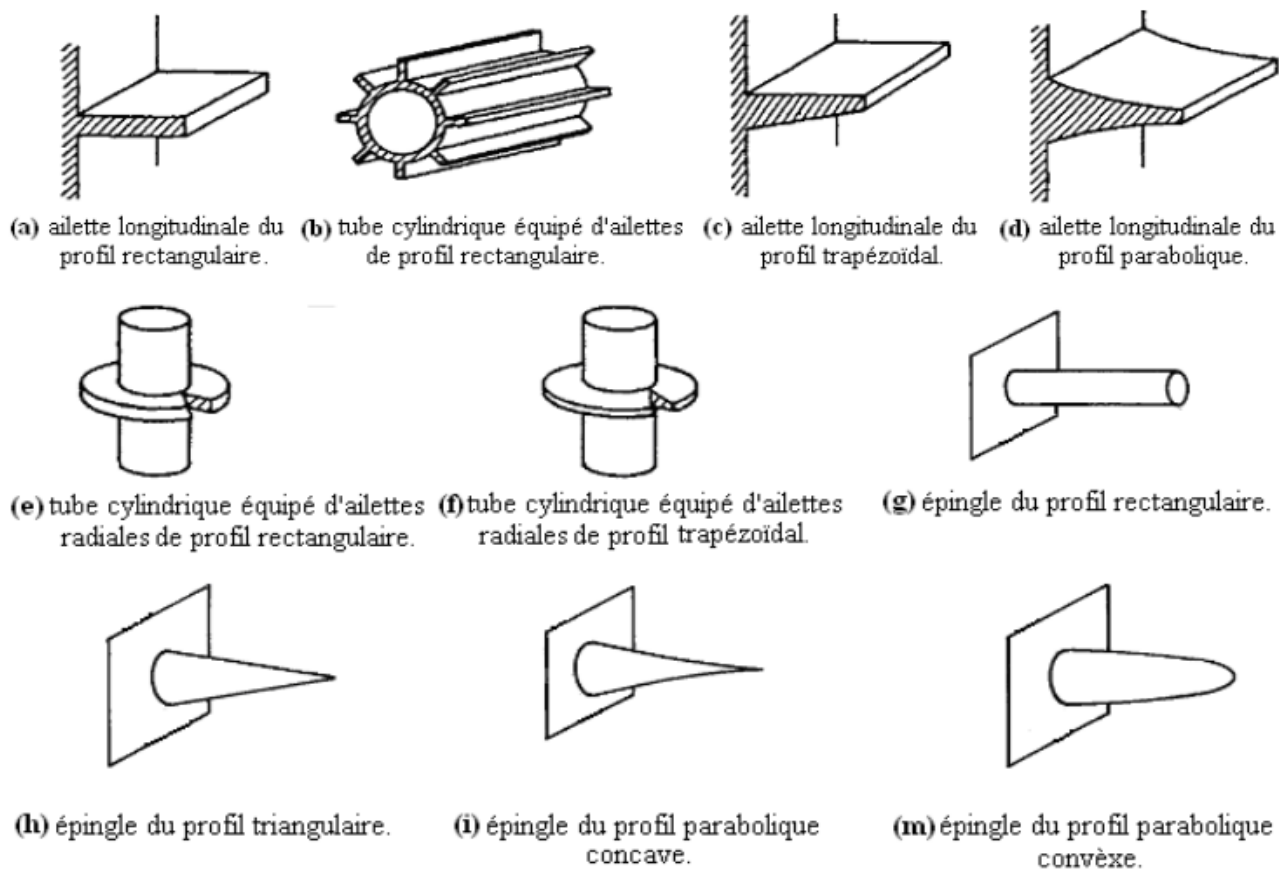 (a) ailette longitudinale du
profil rectangulaire.
(b) tube cylindrique équipé d'ailettes
de profil rectangulaire.
(c) ailette longitudinale du
profil trapézoïdal.
(d) ailette longitudinale du
profil parabolique.
(e) tube cylindrique équipé d'ailettes
radiales de profil rectangulaire.
(f) tube cylindrique équipé d'ailettes
radiales de profil trapézoïdal.
(g) épingle du profil rectangulaire.
(h) épingle du profil triangulaire.
(i) épingle du profil parabolique
concave.
(m) épingle du profil parabolique
convèxe.